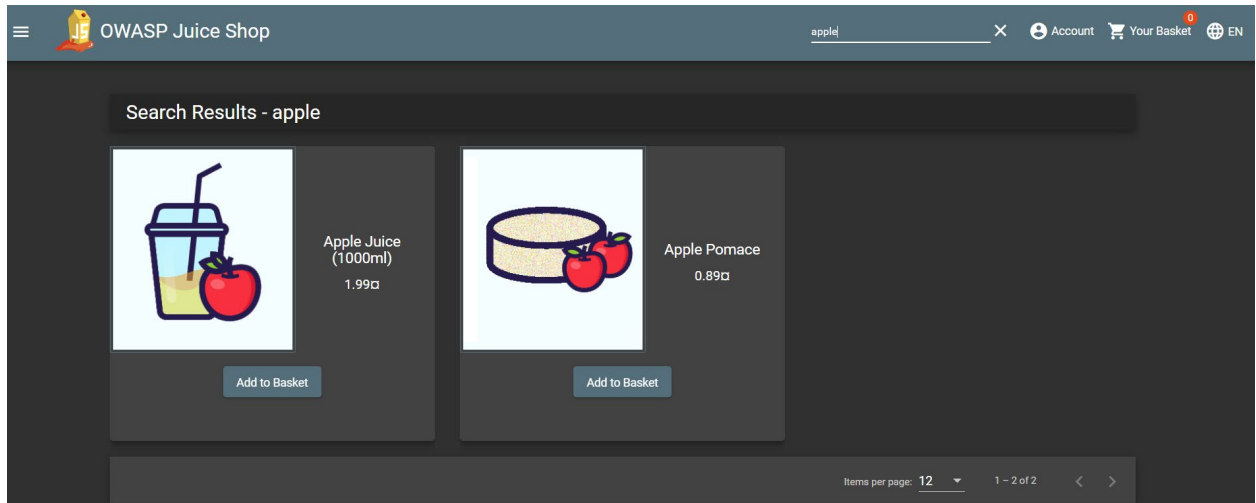 OWASP Juice Shop
apple
Account
0
Your Basket
EN
Search Results - apple
Apple Juice
(1000ml)
1.99¤
Add to Basket
Apple Pomace
0.89¤
Add to Basket
Items per page: 12
1 – 2 of 2